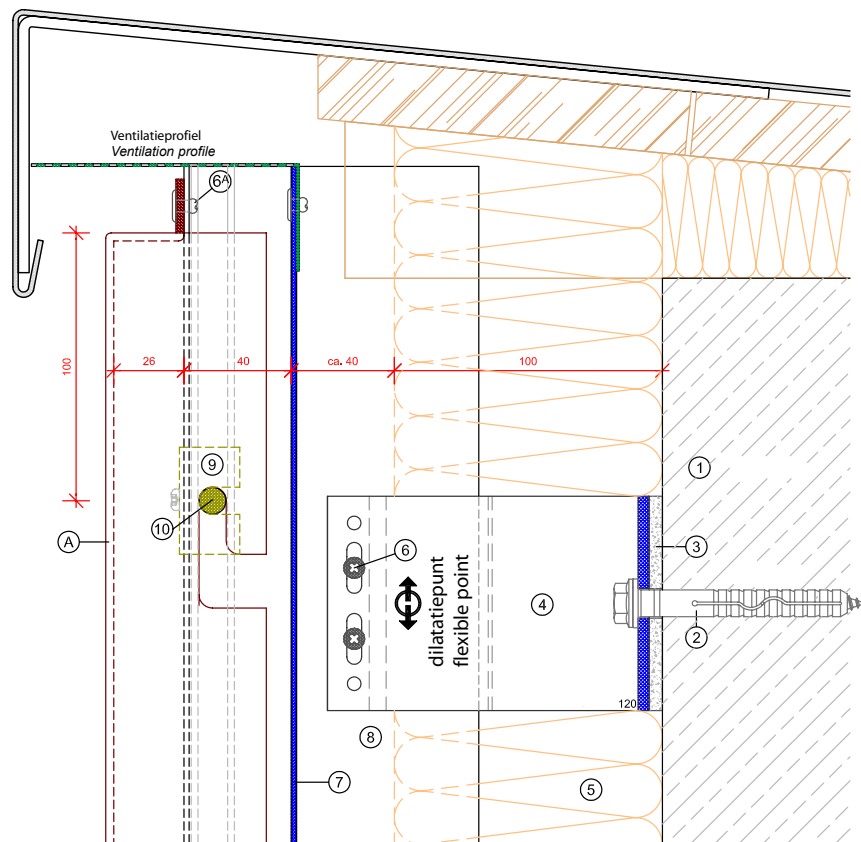 Ventilatieprofiel
Ventilation profile
6A
100
26
40
ca. 40
100
1
9
10
A
6
3
dilatatiepunt
flexible point
4
2
120
8
7
5